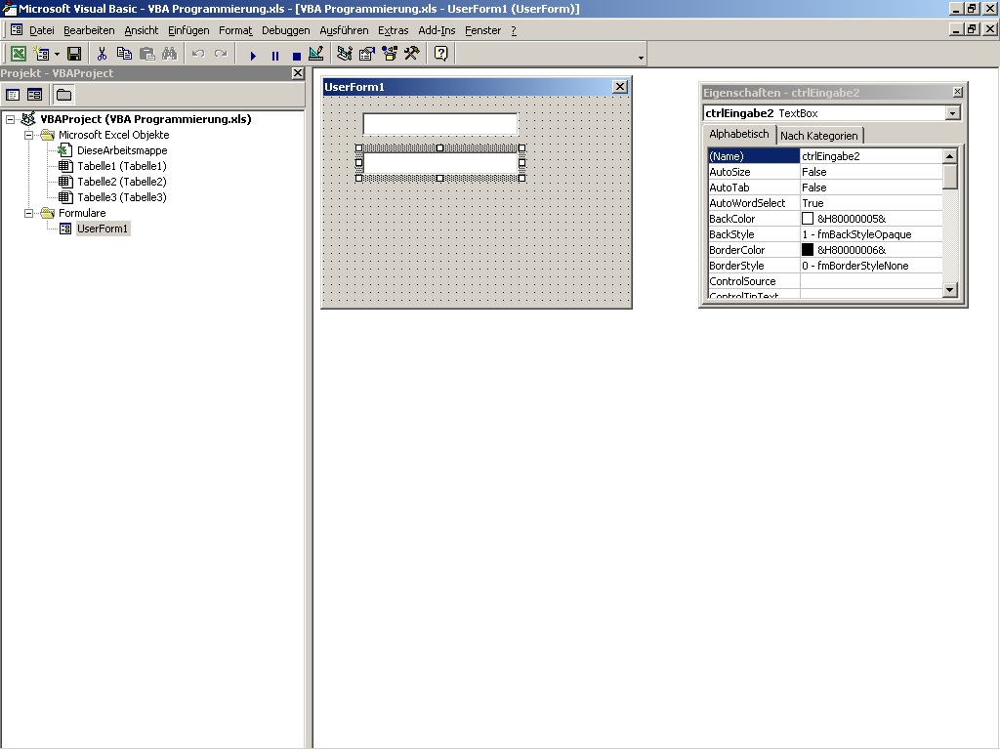 Microsoft Visual Basic - VBA Programmierung.xls - [VBA Programmierung.xls - UserForm1 (UserForm)]
Datei Bearbeiten Ansicht Einfügen Format Debuggen Ausführen Extras Add-Ins Fenster ?
Projekt - VBAProject
VBAProject (VBA Programmierung.xls)
Microsoft Excel Objekte
DieseArbeitsmappe
Tabelle1 (Tabelle1)
Tabelle2 (Tabelle2)
Tabelle3 (Tabelle3)
Formulare
UserForm1
UserForm1
Eigenschaften - ctrlEingabe2
ctrlEingabe2 TextBox
Alphabetisch Nach Kategorien
(Name) ctrlEingabe2
AutoSize False
AutoTab False
AutoWordSelect True
BackColor &H80000005&
BackStyle 1 - fmBackStyleOpaque
BorderColor &H80000006&
BorderStyle 0 - fmBorderStyleNone
ControlSource
ControlTipText